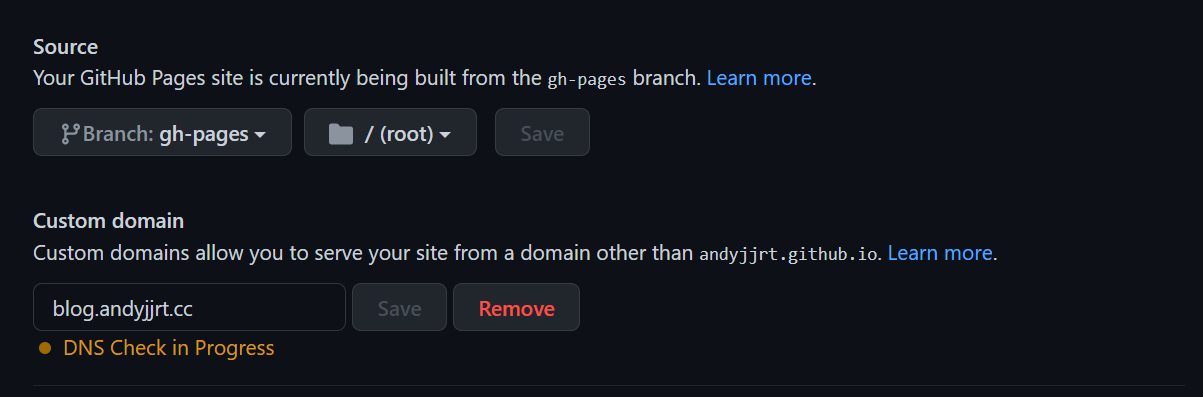 Source
Your GitHub Pages site is currently being built from the gh-pages branch. Learn more.
Branch: gh-pages / (root) Save
Custom domain
Custom domains allow you to serve your site from a domain other than andyjjrt.github.io. Learn more.
blog.andyjjrt.cc Save Remove
DNS Check in Progress